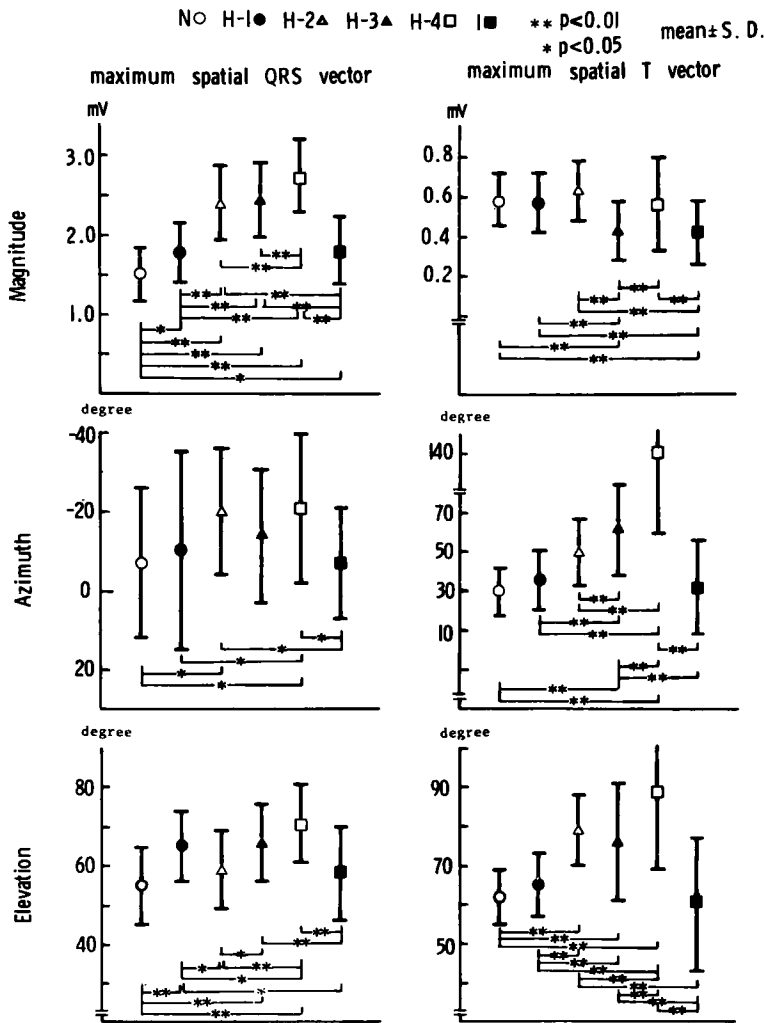 N○ H-1● H-2△ H-3▲ H-4□ I■ ** p<0.01
* p<0.05
mean±S.D.
maximum spatial QRS vector
maximum spatial T vector
mV
3.0
2.0
1.0
Magnitude
** ** ** ** ** ** ** ** * ** ** ** *
mV
0.8
0.6
0.4
0.2
** ** ** ** ** ** ** **
degree
-40
-20
0
20
Azimuth
* * * * *
degree
140
70
50
30
10
** ** ** ** ** ** ** ** **
degree
80
60
40
Elevation
** ** * * ** * ** * ** **
degree
90
70
50
** ** ** ** ** ** ** ** ** ** **